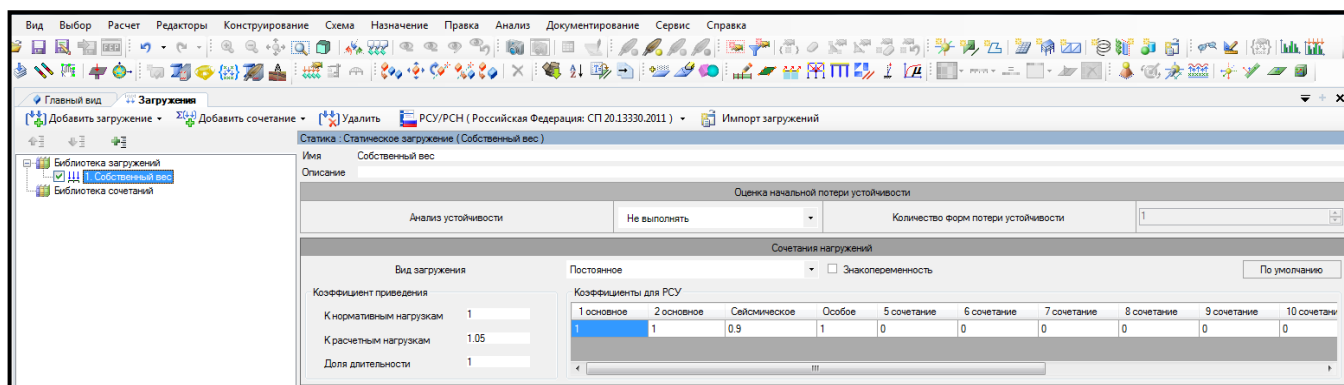 Вид Выбор Расчет Редакторы Конструирование Схема Назначение Правка Анализ Документирование Сервис Справка
Главный вид Загружения
Добавить загружение Добавить сочетание Удалить РСУ/РСН ( Российская Федерация: СП 20.13330.2011 ) Импорт загружений
Статика : Статическое загружение ( Собственный вес )
Имя Собственный вес
Описание
Библиотека загружений
1. Собственный вес
Библиотека сочетаний
Оценка начальной потери устойчивости
Анализ устойчивости Не выполнять Количество форм потери устойчивости 1
Сочетания нагружений
Вид загружения Постоянное Знакопеременность По умолчанию
Коэффициент приведения Коэффициенты для РСУ
К нормативным нагрузкам 1
К расчетным нагрузкам 1.05
Доля длительности 1
1 основное 2 основное Сейсмическое Особое 5 сочетание 6 сочетание 7 сочетание 8 сочетание 9 сочетание 10 сочетани
1 1 0.9 1 0 0 0 0 0 0